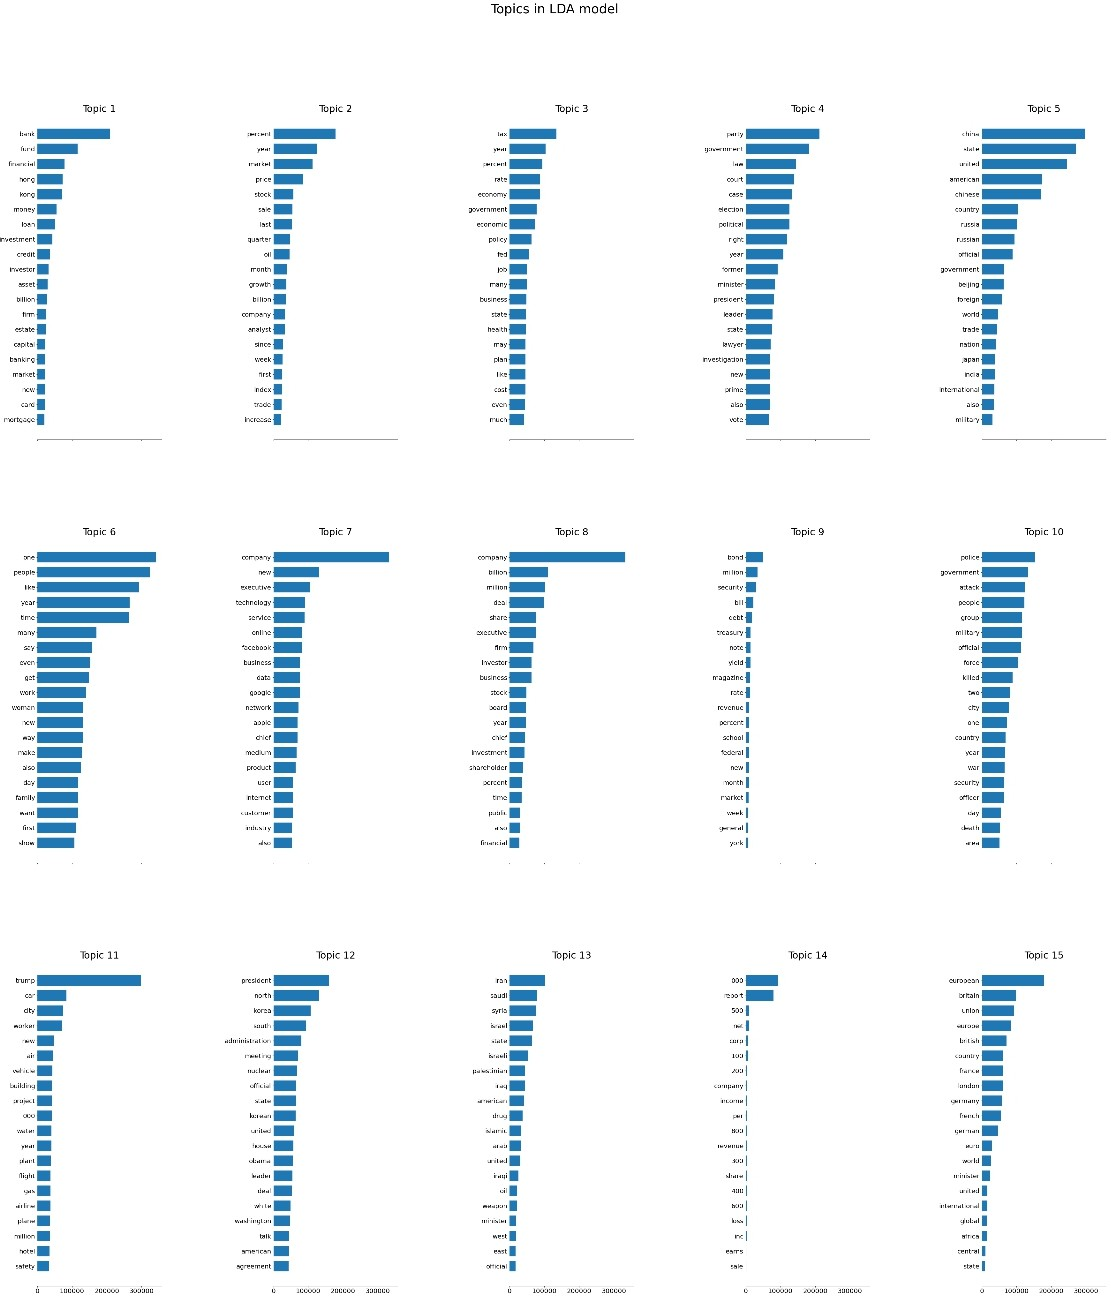 Topics in LDA model
Topic 1
bank
fund
financial
hong
kong
money
loan
investment
credit
investor
asset
billion
firm
estate
capital
banking
market
new
card
mortgage
Topic 2
percent
year
market
price
stock
sale
last
quarter
oil
month
growth
billion
company
analyst
since
week
first
index
trade
increase
Topic 3
tax
year
percent
rate
economy
government
economic
policy
fed
job
many
business
state
health
may
plan
like
cost
even
much
Topic 4
party
government
law
court
case
election
political
right
year
former
minister
president
leader
state
lawyer
investigation
new
prime
also
vote
Topic 5
china
state
united
american
chinese
country
russia
russian
official
government
beijing
foreign
world
trade
nation
japan
india
international
also
military
Topic 6
one
people
like
year
time
many
say
even
get
work
woman
new
way
make
also
day
family
want
first
show
Topic 7
company
new
executive
technology
service
online
facebook
business
data
google
network
apple
chief
medium
product
user
internet
customer
industry
also
Topic 8
company
billion
million
deal
share
executive
firm
investor
business
stock
board
year
chief
investment
shareholder
percent
time
public
also
financial
Topic 9
bond
million
security
bill
debt
treasury
note
yield
magazine
rate
revenue
percent
school
federal
new
month
market
week
general
york
Topic 10
police
government
attack
people
group
military
official
force
killed
two
city
one
country
year
war
security
officer
day
death
area
Topic 11
trump
car
city
worker
new
air
vehicle
building
project
000
water
year
plant
flight
gas
airline
plane
million
hotel
safety
0 100000 200000 300000
Topic 12
president
north
korea
south
administration
meeting
nuclear
official
state
korean
united
house
obama
leader
deal
white
washington
talk
american
agreement
0 100000 200000 300000
Topic 13
iran
saudi
syria
israel
state
israeli
palestinian
iraq
american
drug
islamic
arab
united
iraqi
oil
weapon
minister
west
east
official
0 100000 200000 300000
Topic 14
000
report
500
net
corp
100
200
company
income
per
800
revenue
300
share
400
600
loss
inc
earns
sale
0 100000 200000 300000
Topic 15
european
britain
union
europe
british
country
france
london
germany
french
german
euro
world
minister
united
international
global
africa
central
state
0 100000 200000 300000